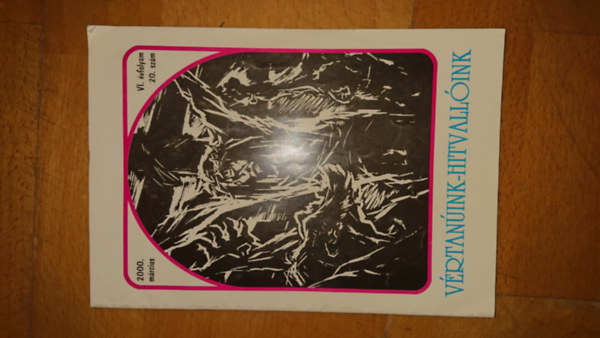 2000.
március
VI. évfolyam
20. szám
VÉRTANÚINK-HITVALLÓINK